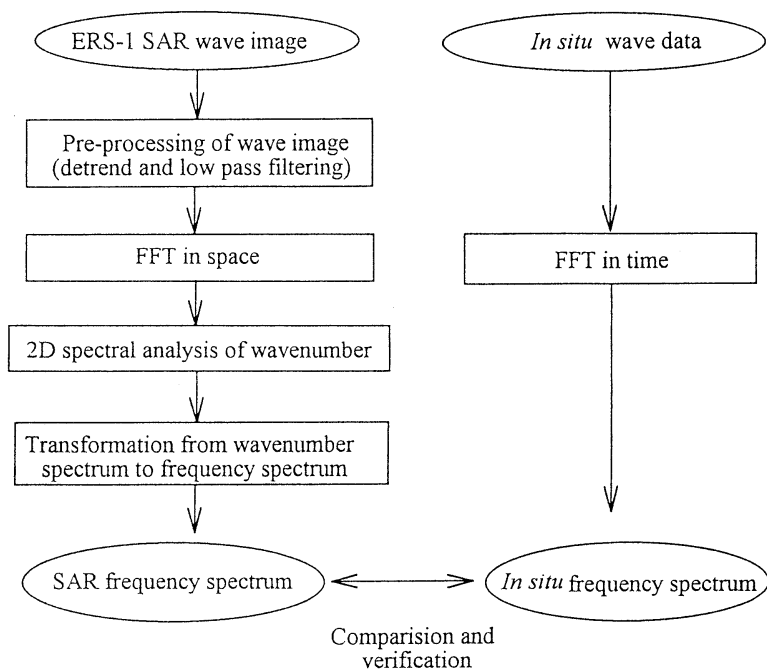 ERS-1 SAR wave image
Pre-processing of wave image
(detrend and low pass filtering)
FFT in space
2D spectral analysis of wavenumber
Transformation from wavenumber
spectrum to frequency spectrum
SAR frequency spectrum
In situ wave data
FFT in time
In situ frequency spectrum
Comparision and
verification